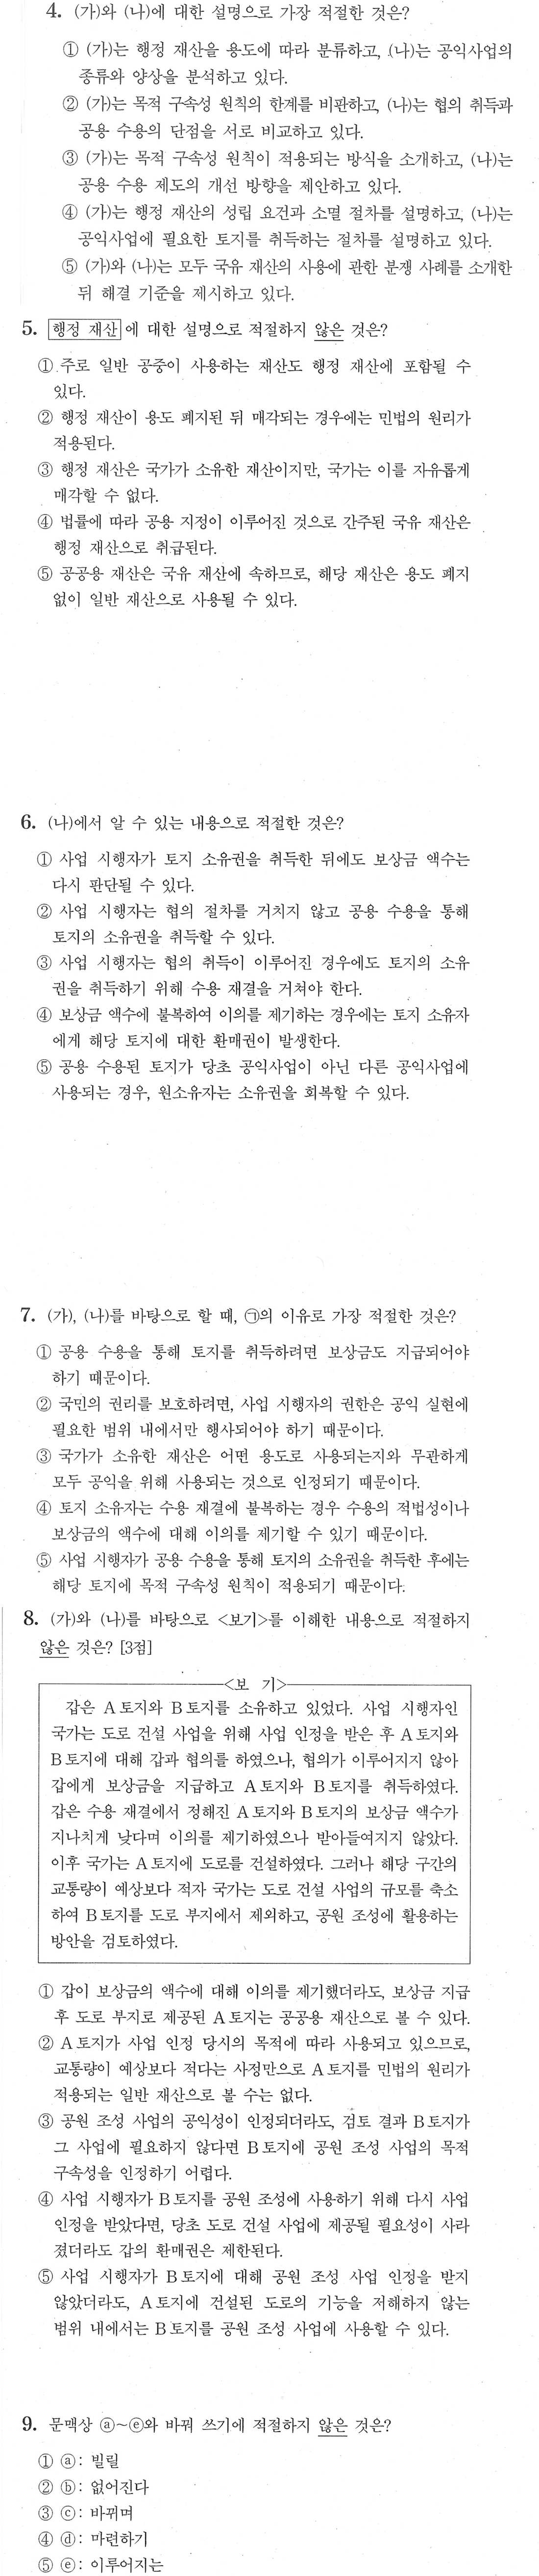 4. (가)와 (나)에 대한 설명으로 가장 적절한 것은?
① (가)는 행정 재산을 용도에 따라 분류하고, (나)는 공익사업의
종류와 양상을 분석하고 있다.
② (가)는 목적 구속성 원칙의 한계를 비판하고, (나)는 협의 취득과
공용 수용의 단점을 서로 비교하고 있다.
③ (가)는 목적 구속성 원칙이 적용되는 방식을 소개하고, (나)는
공용 수용 제도의 개선 방향을 제안하고 있다.
④ (가)는 행정 재산의 성립 요건과 소멸 절차를 설명하고, (나)는
공익사업에 필요한 토지를 취득하는 절차를 설명하고 있다.
⑤ (가)와 (나)는 모두 국유 재산의 사용에 관한 분쟁 사례를 소개한
뒤 해결 기준을 제시하고 있다.
5. 행정 재산에 대한 설명으로 적절하지 않은 것은?
① 주로 일반 공중이 사용하는 재산도 행정 재산에 포함될 수
있다.
② 행정 재산이 용도 폐지된 뒤 매각되는 경우에는 민법의 원리가
적용된다.
③ 행정 재산은 국가가 소유한 재산이지만, 국가는 이를 자유롭게
매각할 수 없다.
④ 법률에 따라 공용 지정이 이루어진 것으로 간주된 국유 재산은
행정 재산으로 취급된다.
⑤ 공공용 재산은 국유 재산에 속하므로, 해당 재산은 용도 폐지
없이 일반 재산으로 사용될 수 있다.
6. (나)에서 알 수 있는 내용으로 적절한 것은?
① 사업 시행자가 토지 소유권을 취득한 뒤에도 보상금 액수는
다시 판단될 수 있다.
② 사업 시행자는 협의 절차를 거치지 않고 공용 수용을 통해
토지의 소유권을 취득할 수 있다.
③ 사업 시행자는 협의 취득이 이루어진 경우에도 토지의 소유
권을 취득하기 위해 수용 재결을 거쳐야 한다.
④ 보상금 액수에 불복하여 이의를 제기하는 경우에는 토지 소유자
에게 해당 토지에 대한 환매권이 발생한다.
⑤ 공용 수용된 토지가 당초 공익사업이 아닌 다른 공익사업에
사용되는 경우, 원소유자는 소유권을 회복할 수 있다.
7. (가), (나)를 바탕으로 할 때, ㉠의 이유로 가장 적절한 것은?
① 공용 수용을 통해 토지를 취득하려면 보상금도 지급되어야
하기 때문이다.
② 국민의 권리를 보호하려면, 사업 시행자의 권한은 공익 실현에
필요한 범위 내에서만 행사되어야 하기 때문이다.
③ 국가가 소유한 재산은 어떤 용도로 사용되는지와 무관하게
모두 공익을 위해 사용되는 것으로 인정되기 때문이다.
④ 토지 소유자는 수용 재결에 불복하는 경우 수용의 적법성이나
보상금의 액수에 대해 이의를 제기할 수 있기 때문이다.
⑤ 사업 시행자가 공용 수용을 통해 토지의 소유권을 취득한 후에는
해당 토지에 목적 구속성 원칙이 적용되기 때문이다.
8. (가)와 (나)를 바탕으로 <보기>를 이해한 내용으로 적절하지
않은 것은? [3점]
<보 기>
갑은 A토지와 B토지를 소유하고 있었다. 사업 시행자인
국가는 도로 건설 사업을 위해 사업 인정을 받은 후 A토지와
B토지에 대해 갑과 협의를 하였으나, 협의가 이루어지지 않아
갑에게 보상금을 지급하고 A토지와 B토지를 취득하였다.
갑은 수용 재결에서 정해진 A토지와 B토지의 보상금 액수가
지나치게 낮다며 이의를 제기하였으나 받아들여지지 않았다.
이후 국가는 A토지에 도로를 건설하였다. 그러나 해당 구간의
교통량이 예상보다 적자 국가는 도로 건설 사업의 규모를 축소
하여 B토지를 도로 부지에서 제외하고, 공원 조성에 활용하는
방안을 검토하였다.
① 갑이 보상금의 액수에 대해 이의를 제기했더라도, 보상금 지급
후 도로 부지로 제공된 A토지는 공공용 재산으로 볼 수 있다.
② A토지가 사업 인정 당시의 목적에 따라 사용되고 있으므로,
교통량이 예상보다 적다는 사정만으로 A토지를 민법의 원리가
적용되는 일반 재산으로 볼 수는 없다.
③ 공원 조성 사업의 공익성이 인정되더라도, 검토 결과 B토지가
그 사업에 필요하지 않다면 B토지에 공원 조성 사업의 목적
구속성을 인정하기 어렵다.
④ 사업 시행자가 B토지를 공원 조성에 사용하기 위해 다시 사업
인정을 받았다면, 당초 도로 건설 사업에 제공될 필요성이 사라
졌더라도 갑의 환매권은 제한된다.
⑤ 사업 시행자가 B토지에 대해 공원 조성 사업 인정을 받지
않았더라도, A토지에 건설된 도로의 기능을 저해하지 않는
범위 내에서는 B토지를 공원 조성 사업에 사용할 수 있다.
9. 문맥상 ⓐ~ⓔ와 바꿔 쓰기에 적절하지 않은 것은?
① ⓐ: 빌릴
② ⓑ: 없어진다
③ ⓒ: 바뀌며
④ ⓓ: 마련하기
⑤ ⓔ: 이루어지는